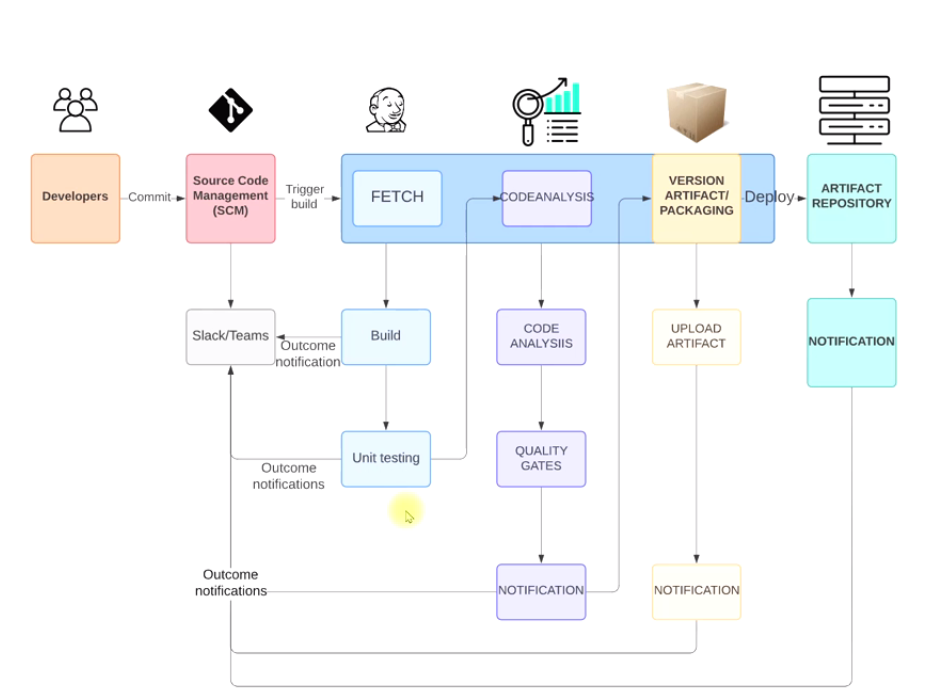 Developers
Commit
Source Code
Management
(SCM)
Trigger
build
FETCH
CODEANALYSIS
VERSION
ARTIFACT/
PACKAGING
Deploy
ARTIFACT
REPOSITORY
Slack/Teams
Outcome
notification
Build
CODE
ANALYSIIS
UPLOAD
ARTIFACT
NOTIFICATION
Outcome
notifications
Unit testing
QUALITY
GATES
Outcome
notifications
NOTIFICATION
NOTIFICATION